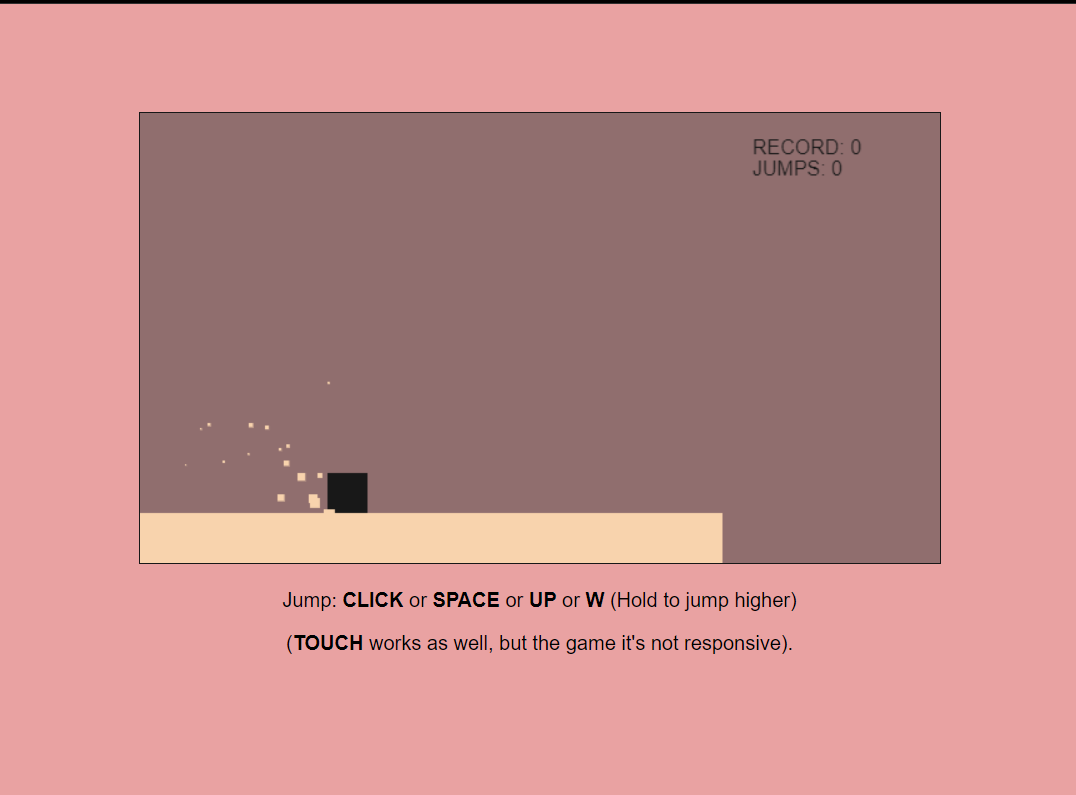 RECORD: 0
JUMPS: 0
Jump: CLICK or SPACE or UP or W (Hold to jump higher)
(TOUCH works as well, but the game it's not responsive).